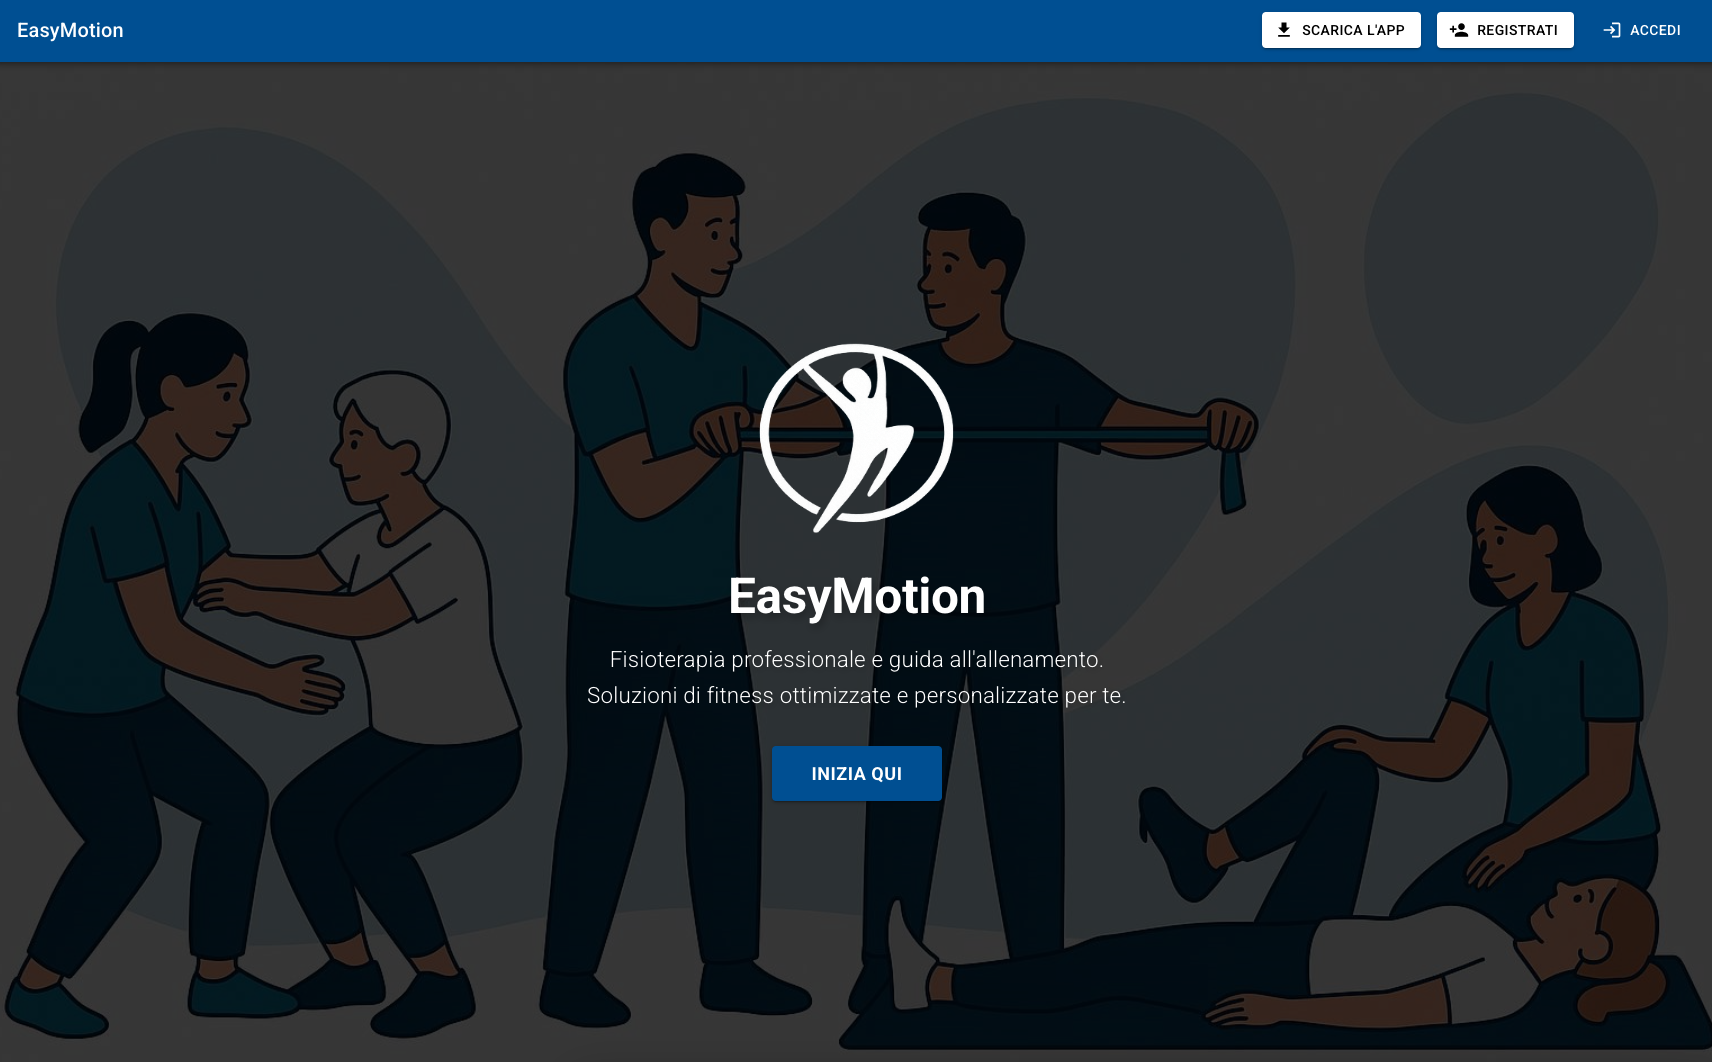 EasyMotion
SCARICA L'APP
REGISTRATI
ACCEDI
EasyMotion
Fisioterapia professionale e guida all'allenamento.
Soluzioni di fitness ottimizzate e personalizzate per te.
INIZIA QUI